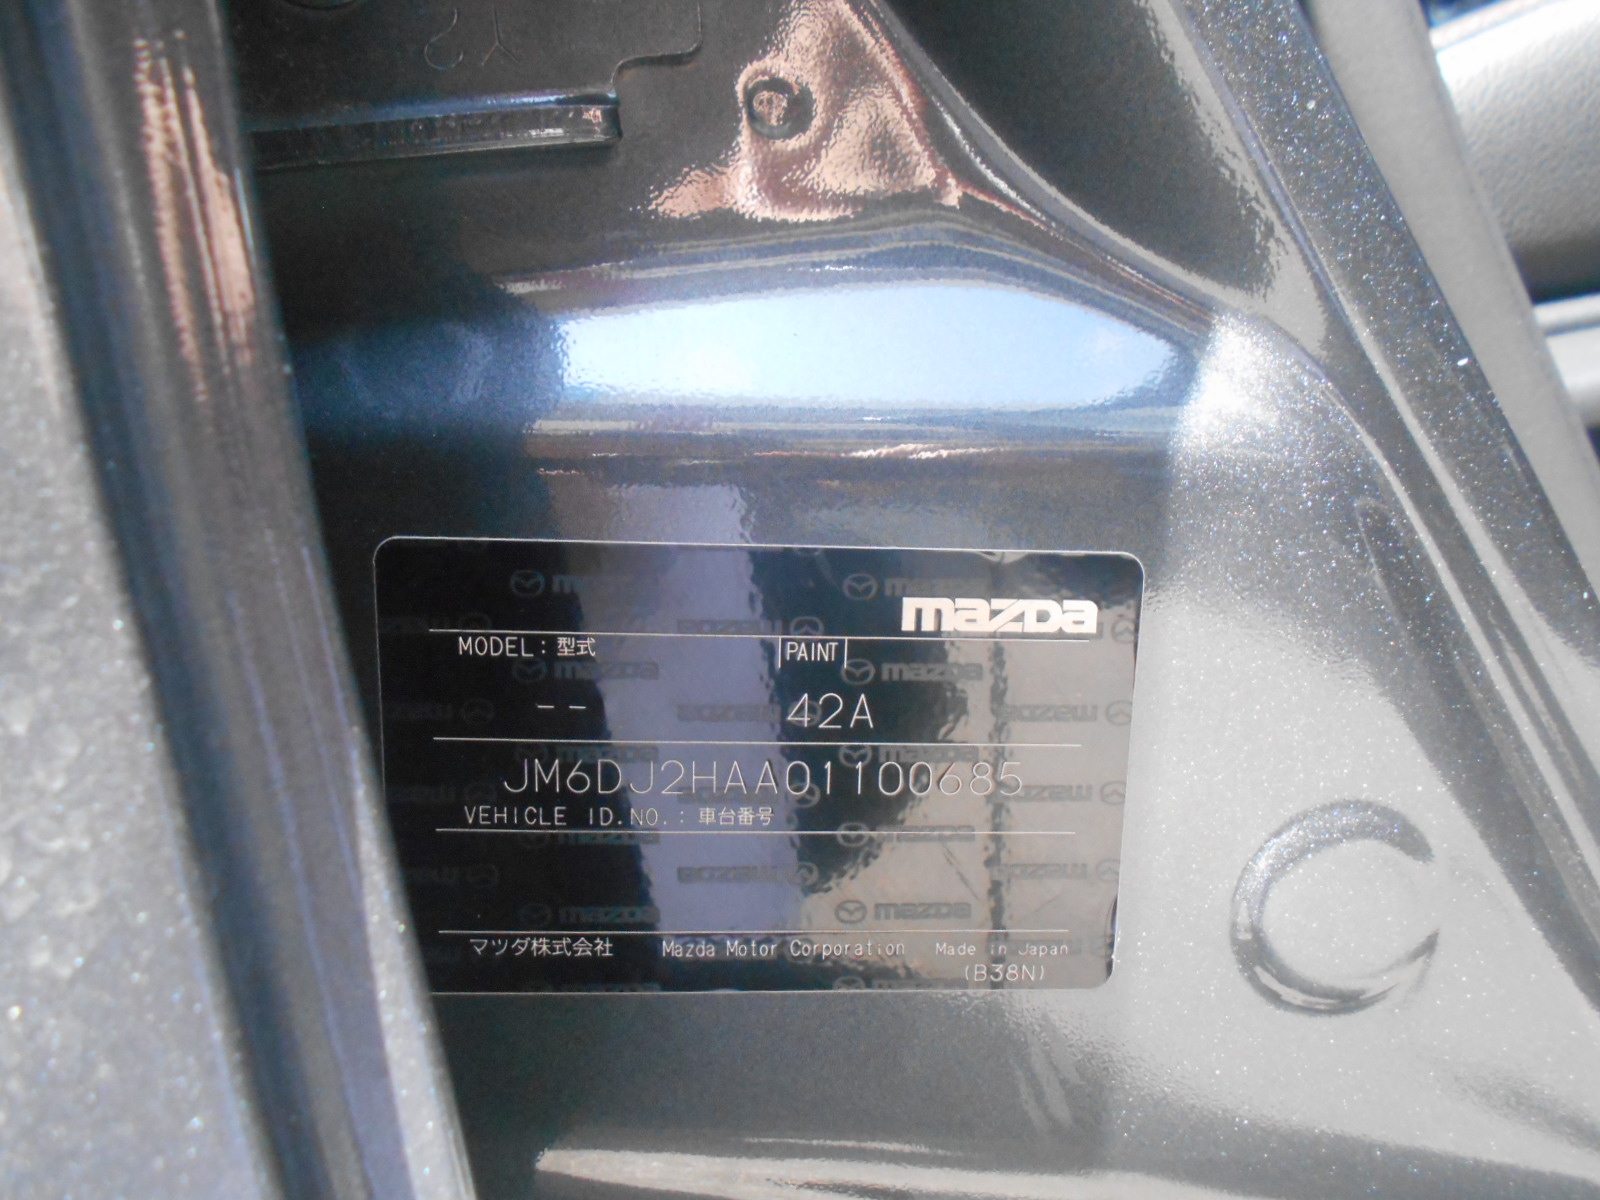 mazda
MODEL : 型式
PAINT
-- 42A
JM6DJ2HAA01100685
VEHICLE ID.NO. : 車台番号
マツダ株式会社 Mazda Motor Corporation Made in Japan
(B38N)